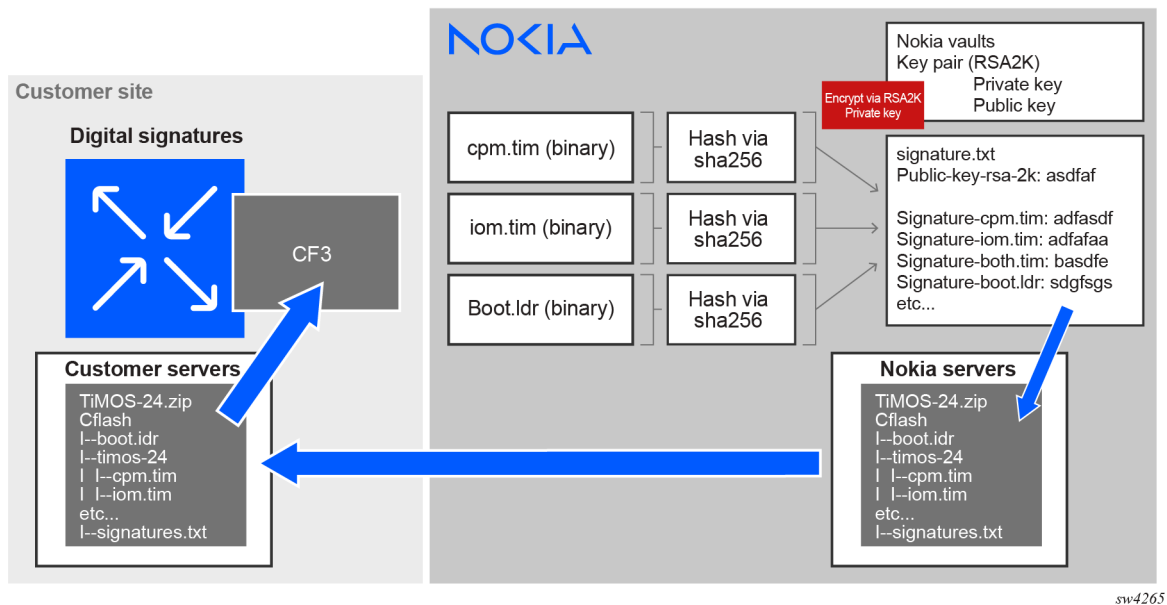 Customer site
Digital signatures
CF3
Customer servers
TiMOS-24.zip
Cflash
I--boot.idr
I--timos-24
I I--cpm.tim
I I--iom.tim
etc...
I--signatures.txt
NOKIA
cpm.tim (binary)
Hash via
sha256
iom.tim (binary)
Hash via
sha256
Boot.ldr (binary)
Hash via
sha256
Encrypt via RSA2K
Private key
Nokia vaults
Key pair (RSA2K)
Private key
Public key
signature.txt
Public-key-rsa-2k: asdfaf
Signature-cpm.tim: adfasdf
Signature-iom.tim: adfafaa
Signature-both.tim: basdfe
Signature-boot.ldr: sdgfsgs
etc...
Nokia servers
TiMOS-24.zip
Cflash
I--boot.idr
I--timos-24
I I--cpm.tim
I I--iom.tim
etc...
I--signatures.txt
sw4265